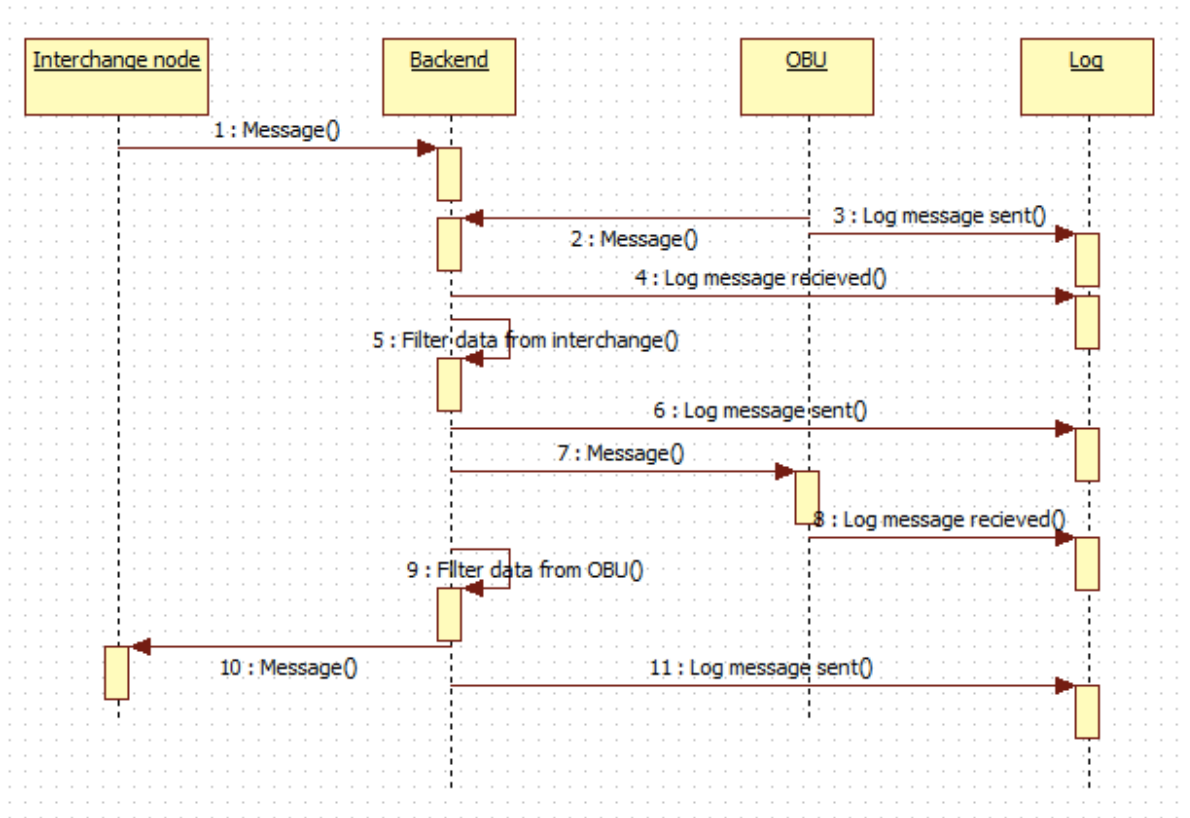 Interchange node
Backend
OBU
Log
1 : Message()
3 : Log message sent()
2 : Message()
4 : Log message recieved()
5 : Filter data from interchange()
6 : Log message sent()
7 : Message()
8 : Log message recieved()
9 : Filter data from OBU()
10 : Message()
11 : Log message sent()